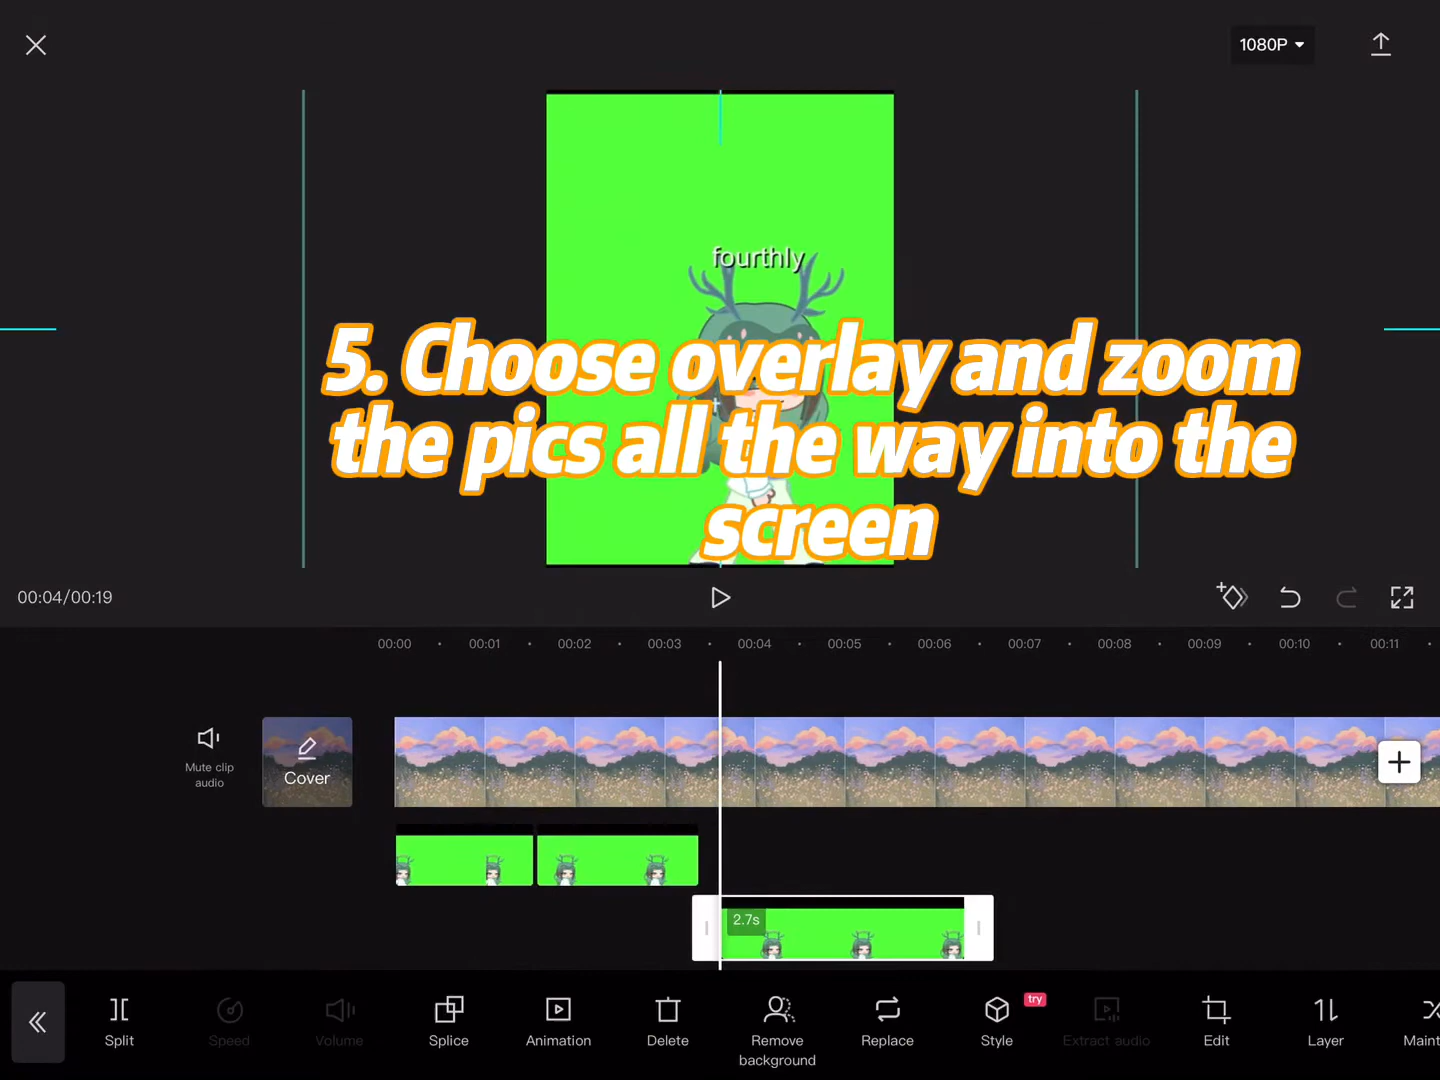 1080P
fourthly
5. Choose overlay and zoom
the pics all the way into the
screen
00:04/00:19
00:00 00:01 00:02 00:03 00:04 00:05 00:06 00:07 00:08 00:09 00:10 00:11
Mute clip
audio
Cover
2.7s
try
Split Speed Volume Splice Animation Delete Remove Replace Style Extract audio Edit Layer Maint
background